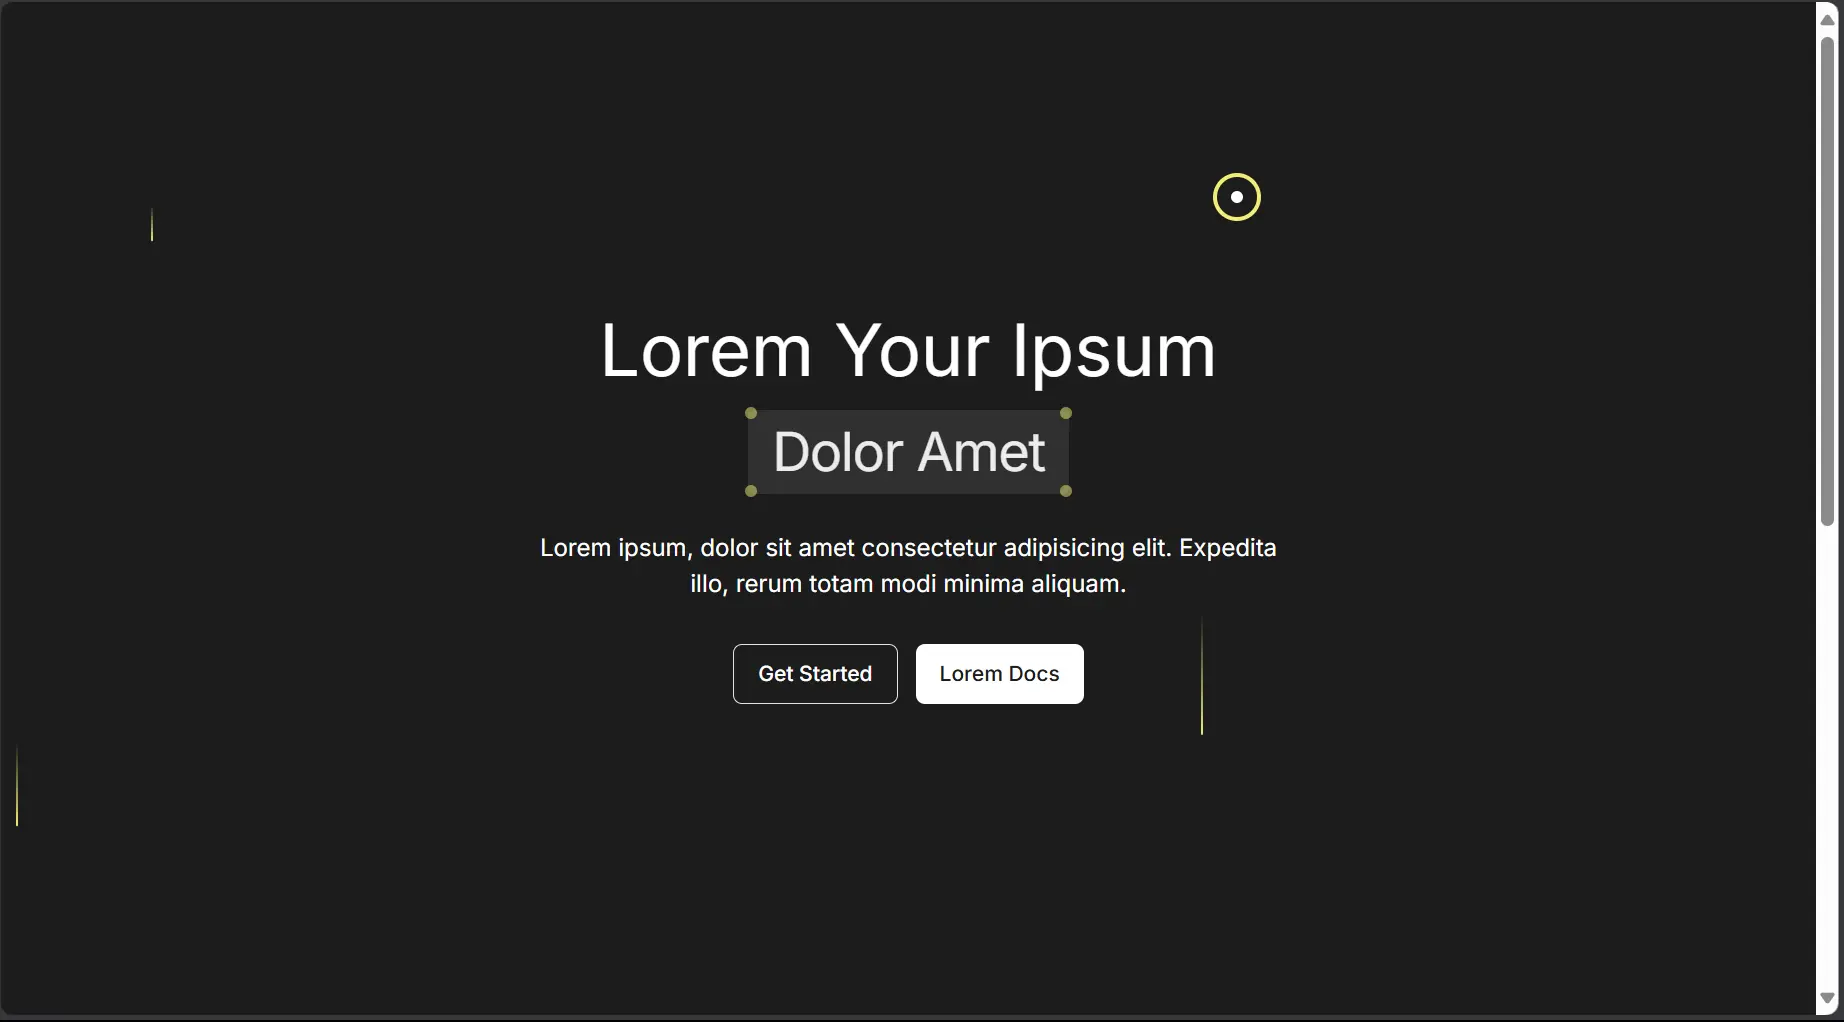 Lorem Your Ipsum
Dolor Amet
Lorem ipsum, dolor sit amet consectetur adipisicing elit. Expedita
illo, rerum totam modi minima aliquam.
Get Started
Lorem Docs